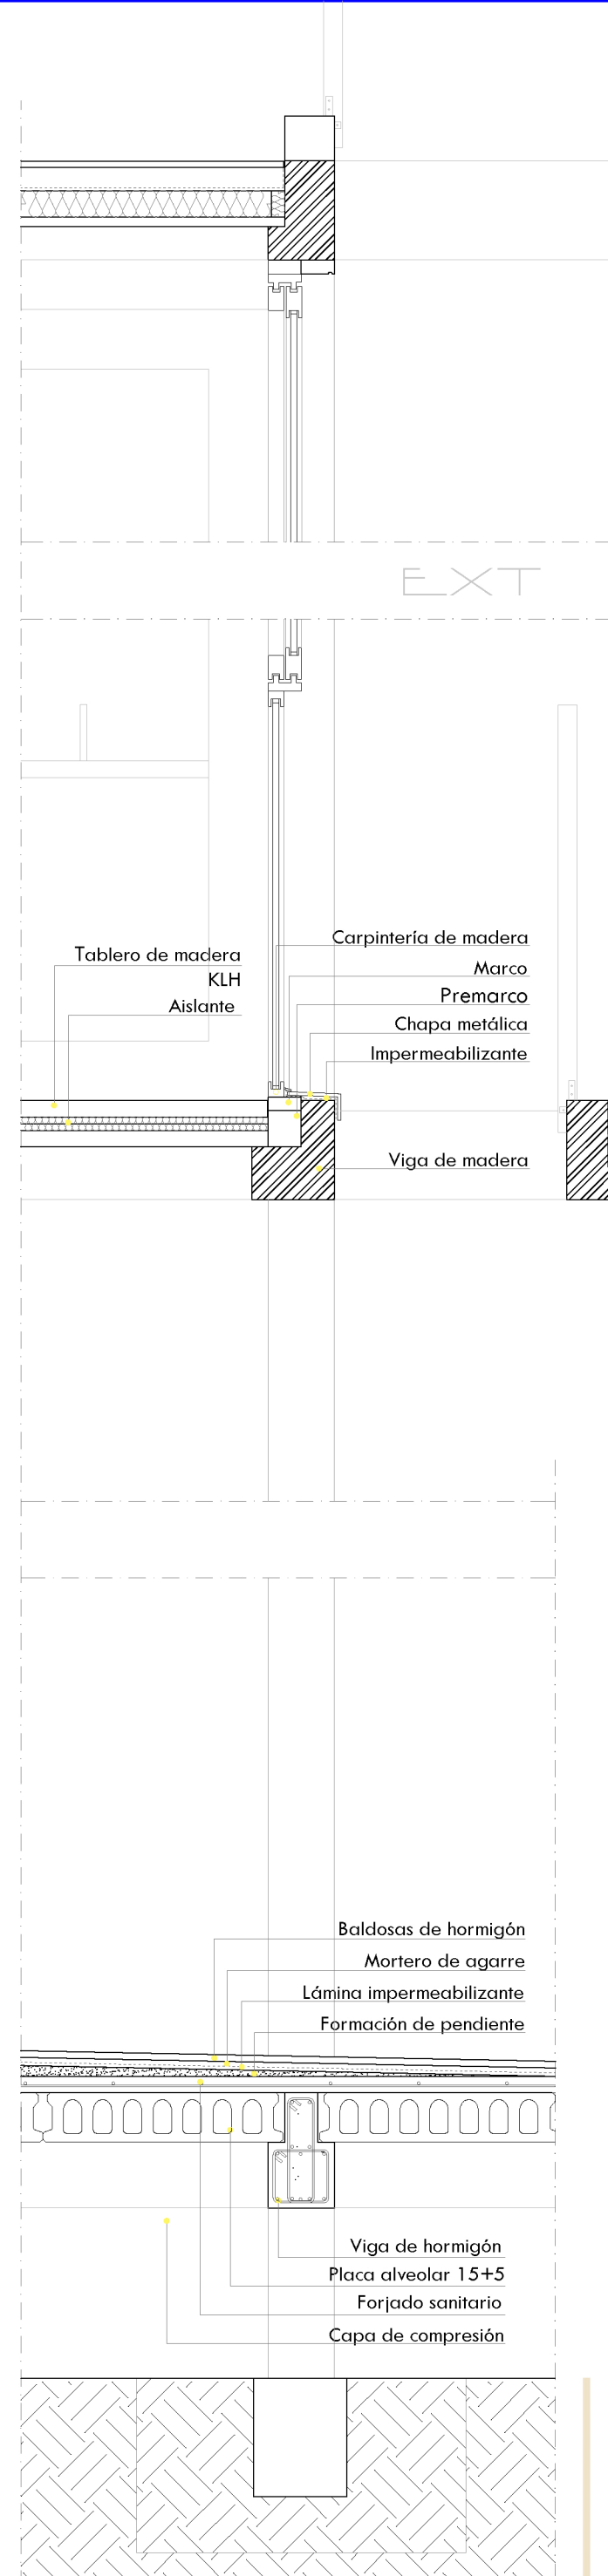 EXT
Carpintería de madera
Tablero de madera
Marco
KLH
Premarco
Aislante
Chapa metálica
Impermeabilizante
Viga de madera
Baldosas de hormigón
Mortero de agarre
Lámina impermeabilizante
Formación de pendiente
Viga de hormigón
Placa alveolar 15+5
Forjado sanitario
Capa de compresión